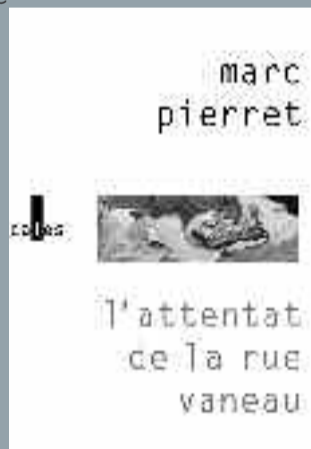 marc
pierret
l'attentat
de la rue
vaneau